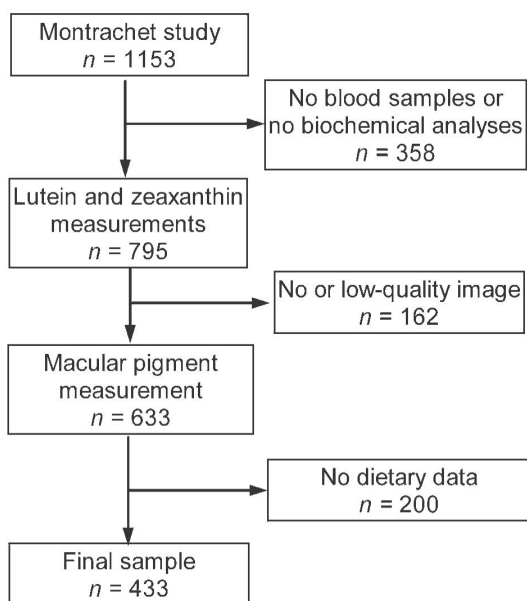 Montrachet study
n = 1153
No blood samples or
no biochemical analyses
n = 358
Lutein and zeaxanthin
measurements
n = 795
No or low-quality image
n = 162
Macular pigment
measurement
n = 633
No dietary data
n = 200
Final sample
n = 433